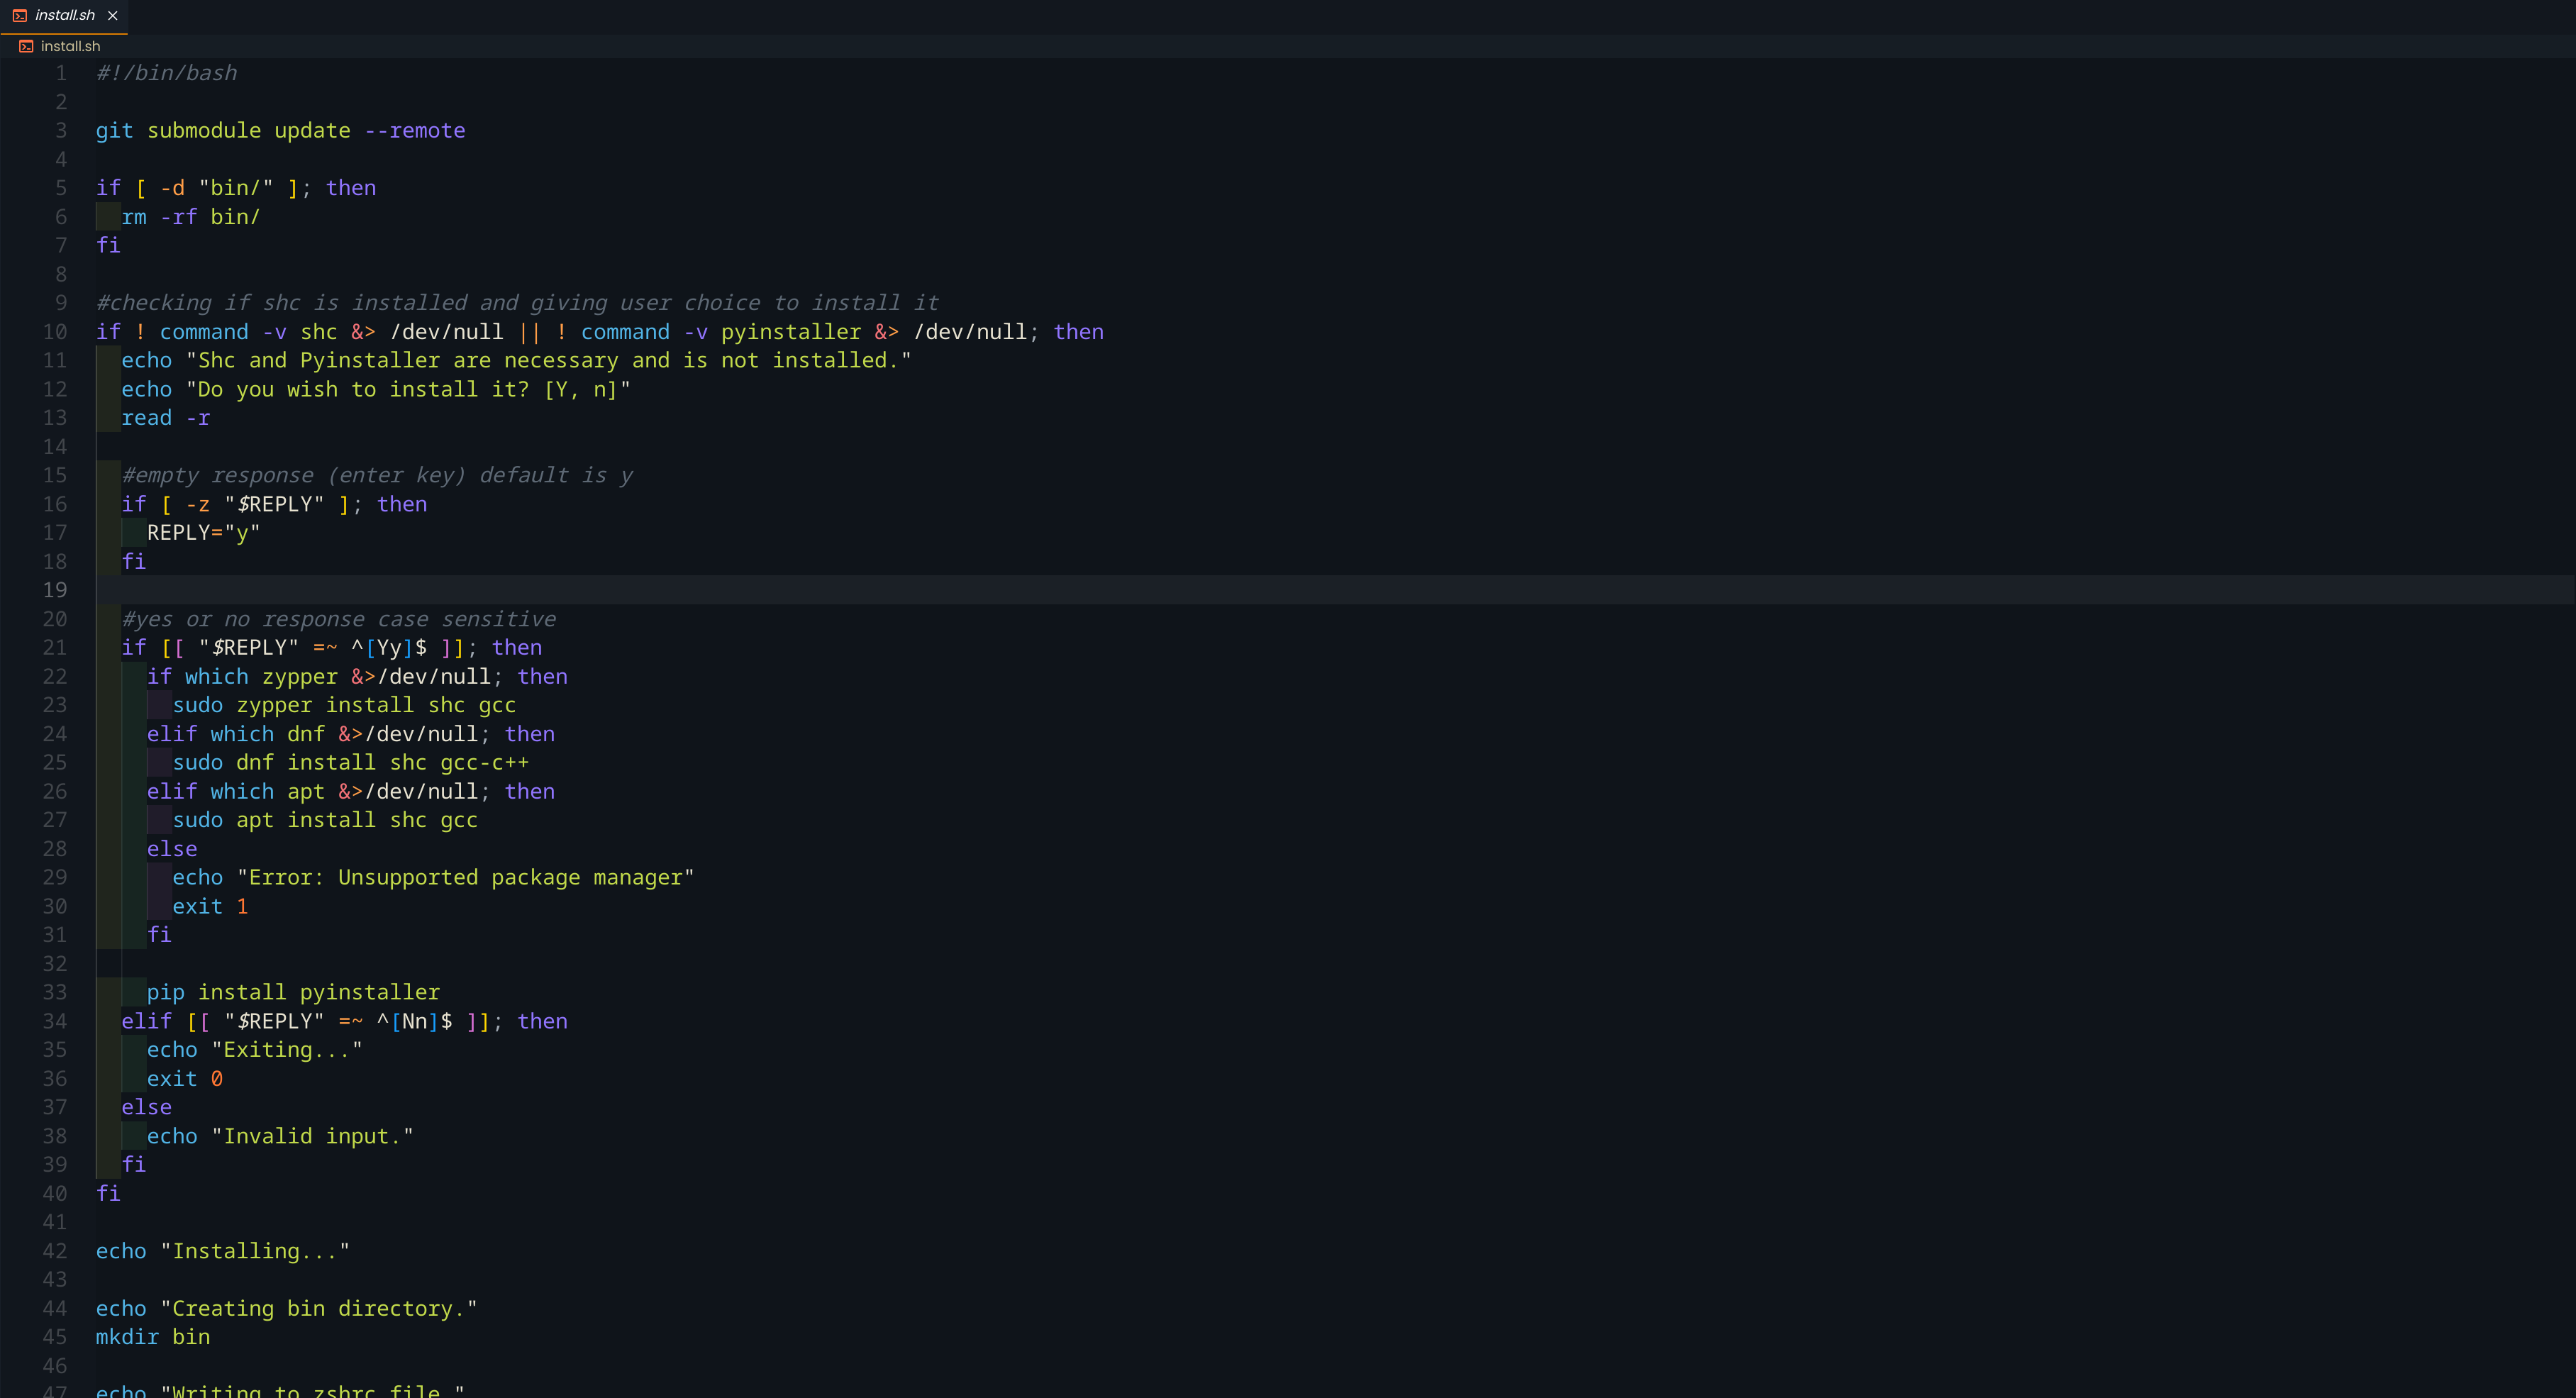 install.sh
install.sh
1 #!/bin/bash
2
3 git submodule update --remote
4
5 if [ -d "bin/" ]; then
6   rm -rf bin/
7 fi
8
9 #checking if shc is installed and giving user choice to install it
10 if ! command -v shc &> /dev/null || ! command -v pyinstaller &> /dev/null; then
11   echo "Shc and Pyinstaller are necessary and is not installed."
12   echo "Do you wish to install it? [Y, n]"
13   read -r
14
15   #empty response (enter key) default is y
16   if [ -z "$REPLY" ]; then
17     REPLY="y"
18   fi
19
20   #yes or no response case sensitive
21   if [[ "$REPLY" =~ ^[Yy]$ ]]; then
22     if which zypper &>/dev/null; then
23       sudo zypper install shc gcc
24     elif which dnf &>/dev/null; then
25       sudo dnf install shc gcc-c++
26     elif which apt &>/dev/null; then
27       sudo apt install shc gcc
28     else
29       echo "Error: Unsupported package manager"
30       exit 1
31     fi
32
33     pip install pyinstaller
34   elif [[ "$REPLY" =~ ^[Nn]$ ]]; then
35     echo "Exiting..."
36     exit 0
37   else
38     echo "Invalid input."
39   fi
40 fi
41
42 echo "Installing..."
43
44 echo "Creating bin directory."
45 mkdir bin
46
47 echo "Writing to zshrc file."